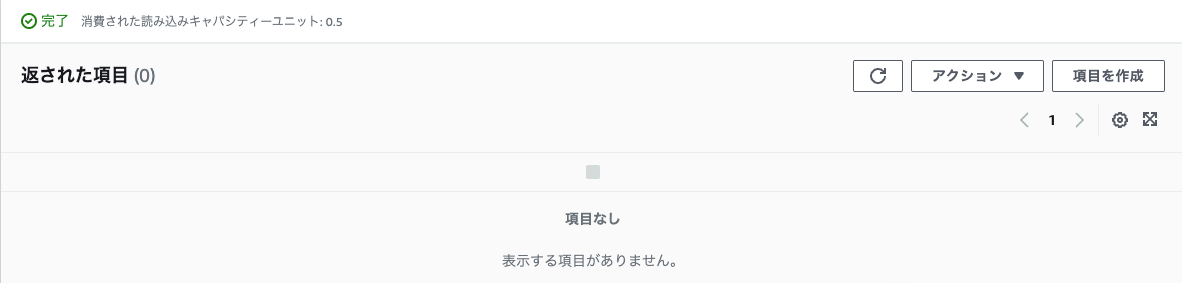 完了 消費された読み込みキャパシティーユニット: 0.5
返された項目 (0)
アクション 項目を作成
1
項目なし
表示する項目がありません。